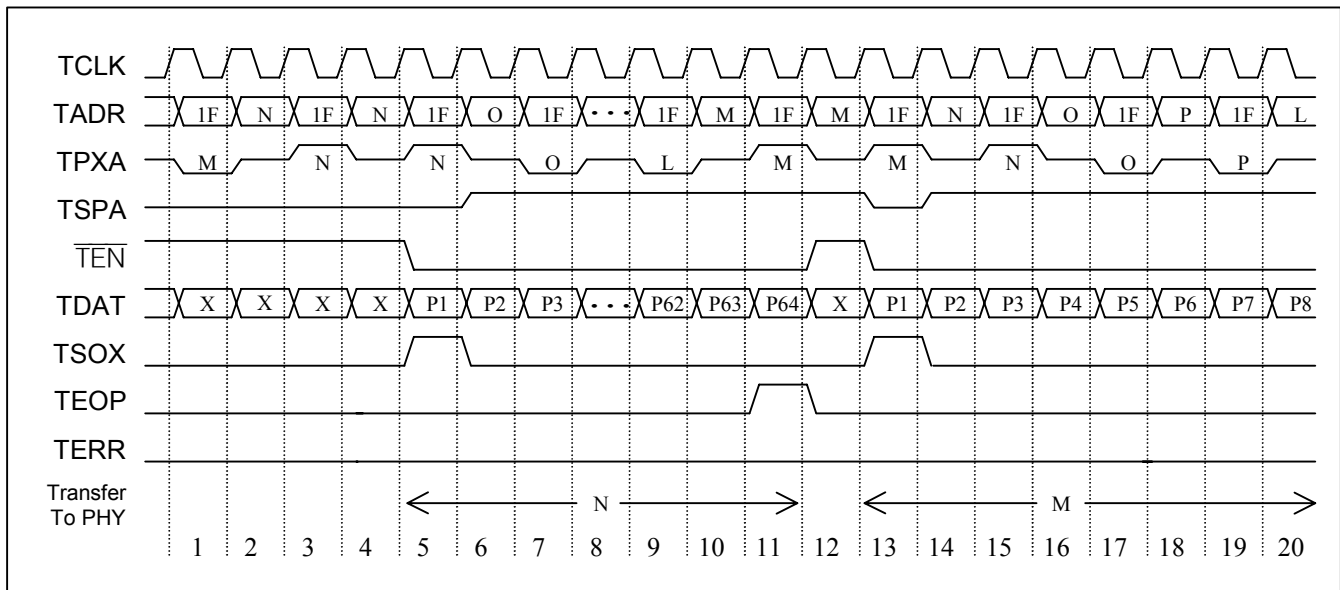 TCLK
TADR 1F N 1F N 1F O 1F ••• 1F M 1F M 1F N 1F O 1F P 1F L
TPXA M N N O L M M N O P
TSPA
TEN
TDAT X X X X P1 P2 P3 ••• P62 P63 P64 X P1 P2 P3 P4 P5 P6 P7 P8
TSOX
TEOP
TERR
Transfer
To PHY N M
1 2 3 4 5 6 7 8 9 10 11 12 13 14 15 16 17 18 19 20